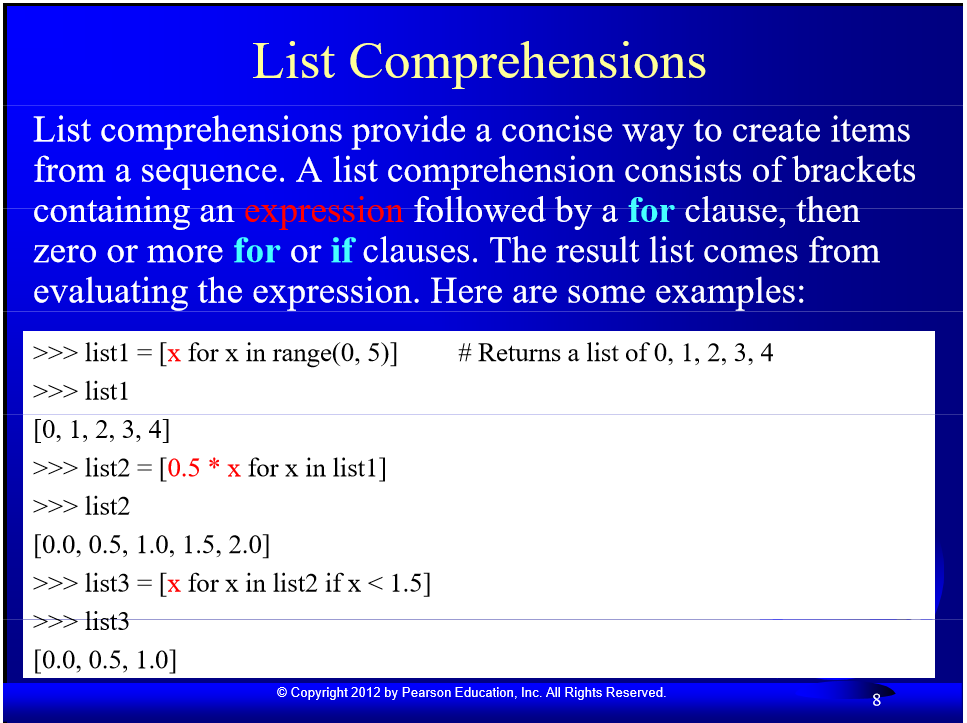 List Comprehensions
List comprehensions provide a concise way to create items
from a sequence. A list comprehension consists of brackets
containing an expression followed by a for clause, then
zero or more for or if clauses. The result list comes from
evaluating the expression. Here are some examples:
>>> list1 = [x for x in range(0, 5)] # Returns a list of 0, 1, 2, 3, 4
>>> list1
[0, 1, 2, 3, 4]
>>> list2 = [0.5 * x for x in list1]
>>> list2
[0.0, 0.5, 1.0, 1.5, 2.0]
>>> list3 = [x for x in list2 if x < 1.5]
>>> list3
[0.0, 0.5, 1.0]
© Copyright 2012 by Pearson Education, Inc. All Rights Reserved.
8